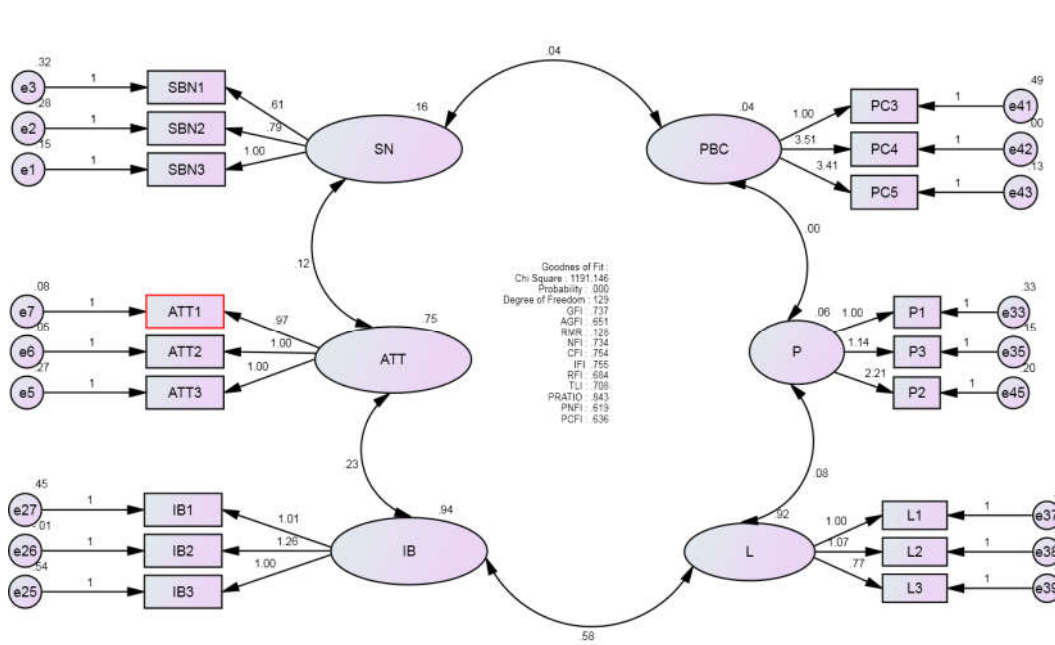 .04
.32
e3
1
SBN1
.61
.16
SN
.28
e2
1
SBN2
.79
.15
e1
1
SBN3
1.00
.04
PBC
1.00
PC3
1
.49
e41
3.51
PC4
1
.00
e42
3.41
PC5
1
.13
e43
.12
.00
Goodnes of Fit :
Chi Square : 1191.146
Probability : .000
Degree of Freedom : 129
GFI : .737
AGFI : .651
RMR : .128
NFI : .734
CFI : .754
IFI : .755
RFI : .684
TLI : .708
PRATIO : .843
PNFI : .619
PCFI : .636
.08
e7
1
ATT1
.97
.75
ATT
.05
e6
1
ATT2
1.00
.27
e5
1
ATT3
1.00
.06
P
1.00
P1
1
.33
e33
1.14
P3
1
.15
e35
2.21
P2
1
.20
e45
.23
.08
.45
e27
1
IB1
1.01
.94
IB
-.01
e26
1
IB2
1.26
.54
e25
1
IB3
1.00
.92
L
1.00
L1
1
e37
1.07
L2
1
e38
.77
L3
1
e39
.58